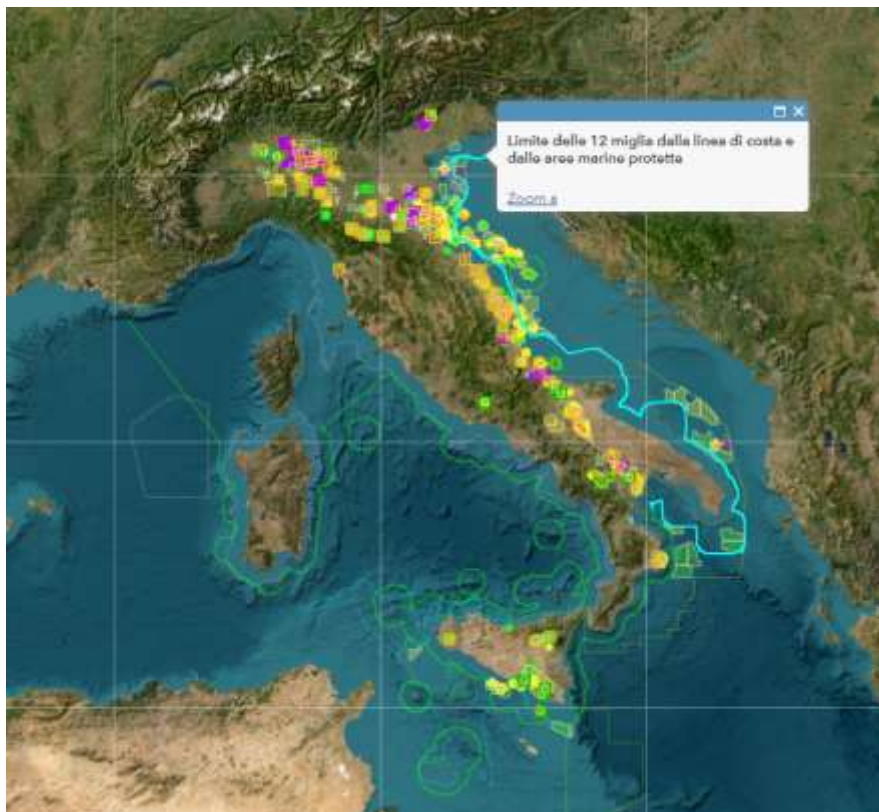 Limite delle 12 miglia dalla linea di costa e
dalle aree marine protette
Zoom a